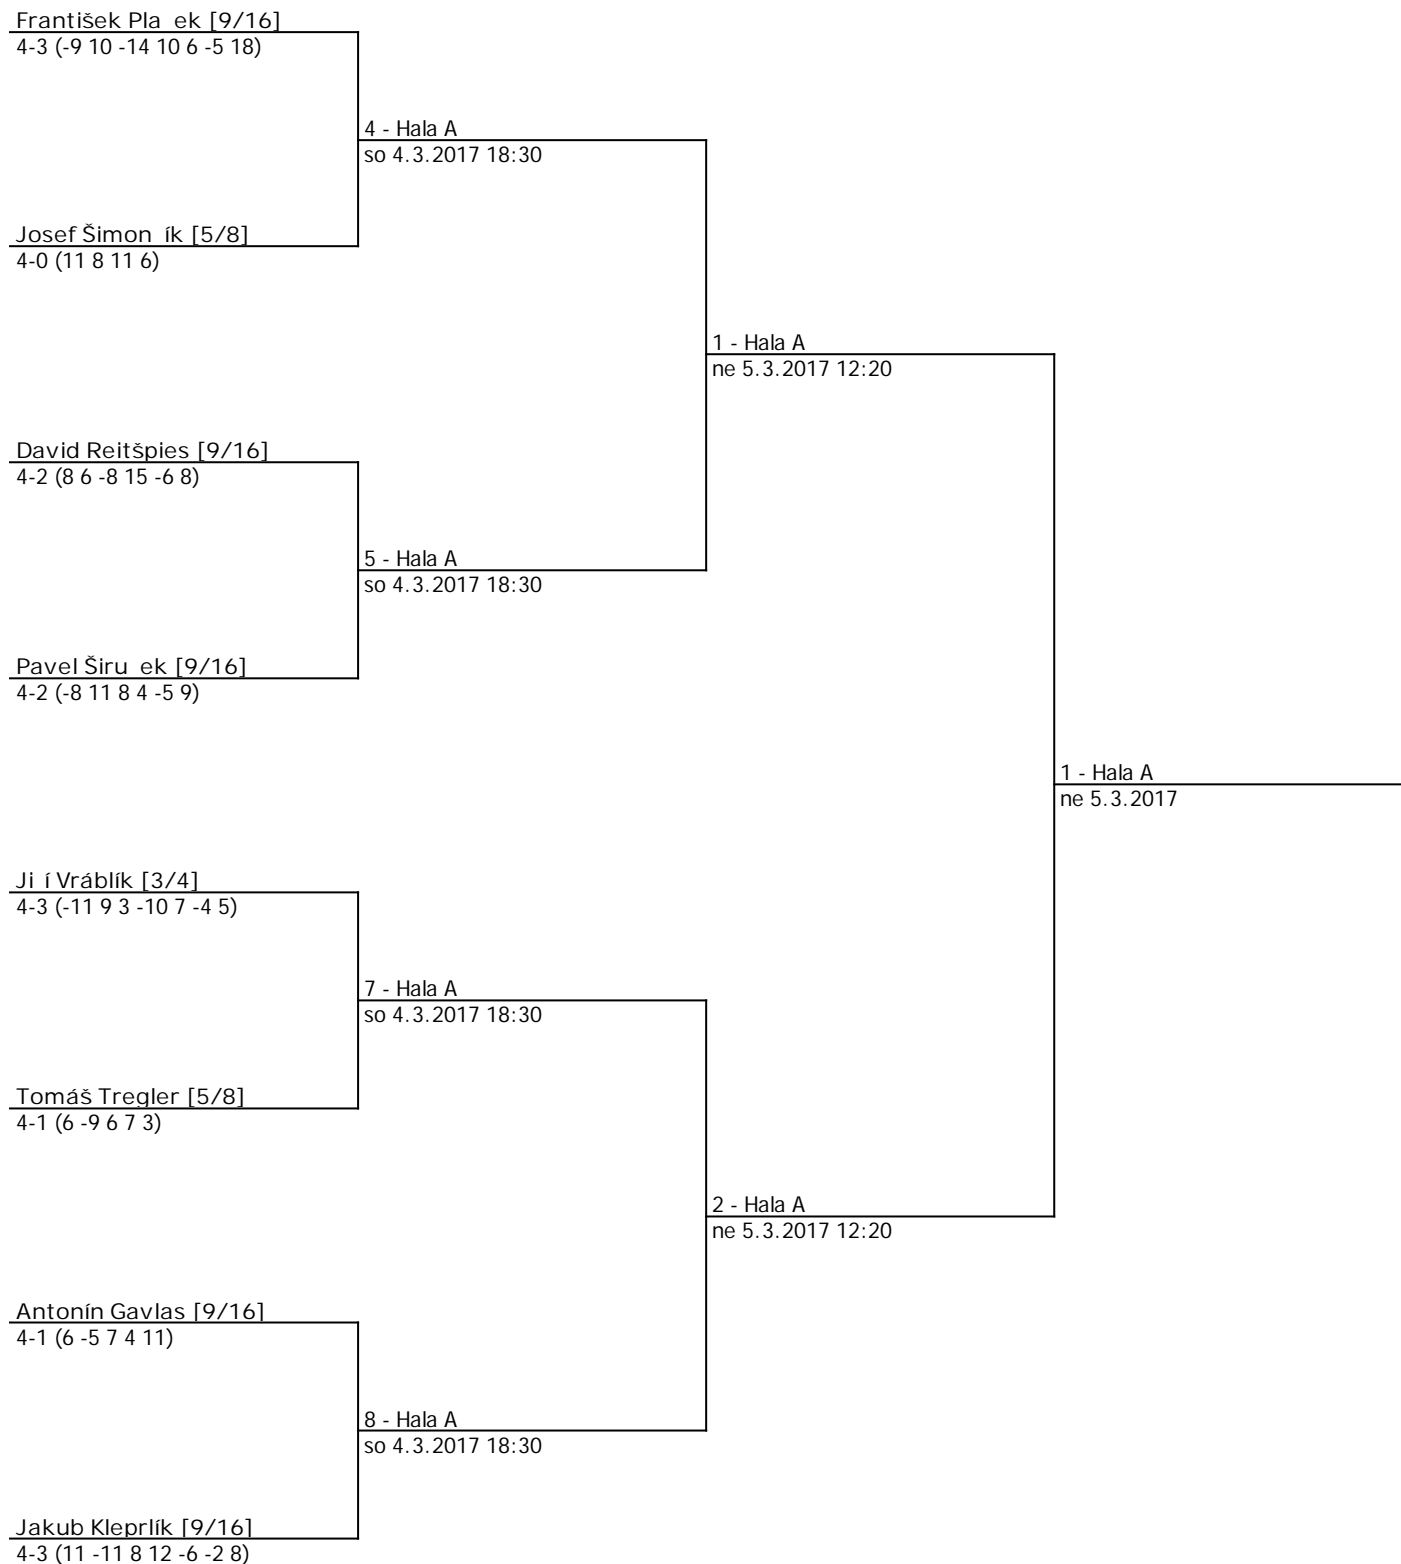 František Pla ek [9/16]
4-3 (-9 10 -14 10 6 -5 18)
4 - Hala A
so 4.3.2017 18:30
Josef Šimon ík [5/8]
4-0 (11 8 11 6)
1 - Hala A
ne 5.3.2017 12:20
David Reitšpies [9/16]
4-2 (8 6 -8 15 -6 8)
5 - Hala A
so 4.3.2017 18:30
Pavel Širu ek [9/16]
4-2 (-8 11 8 4 -5 9)
1 - Hala A
ne 5.3.2017
Ji í Vráblík [3/4]
4-3 (-11 9 3 -10 7 -4 5)
7 - Hala A
so 4.3.2017 18:30
Tomáš Tregler [5/8]
4-1 (6 -9 6 7 3)
2 - Hala A
ne 5.3.2017 12:20
Antonín Gavlas [9/16]
4-1 (6 -5 7 4 11)
8 - Hala A
so 4.3.2017 18:30
Jakub Kleprlík [9/16]
4-3 (11 -11 8 12 -6 -2 8)